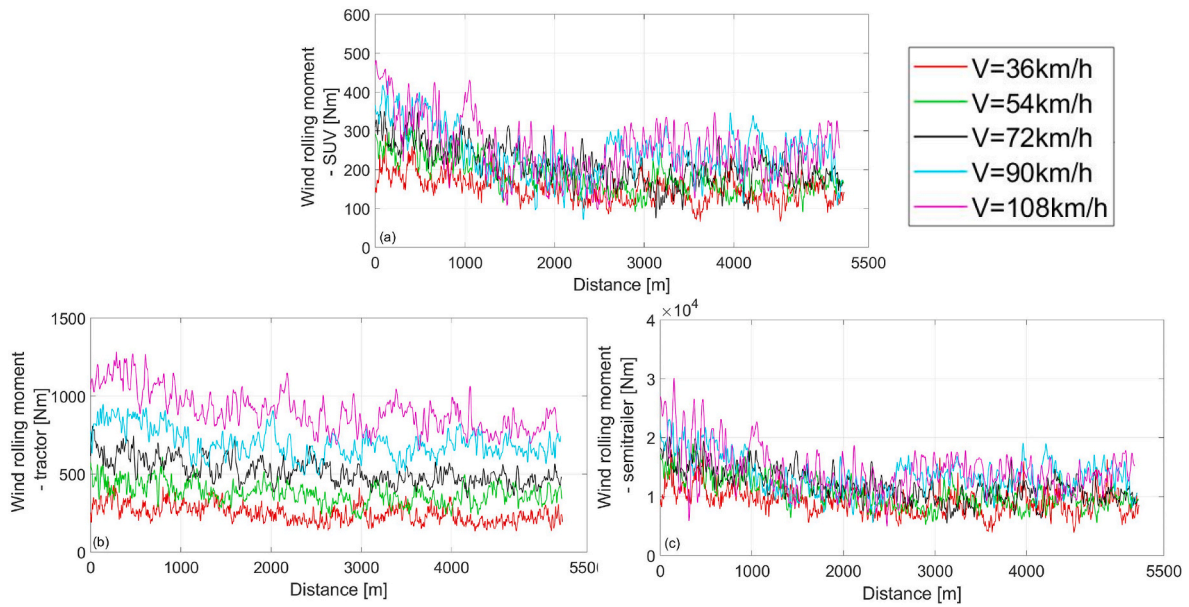 600
500
400
300
200
100
0
Wind rolling moment
- SUV [Nm]
(a)
0 1000 2000 3000 4000 5500
Distance [m]
V=36km/h
V=54km/h
V=72km/h
V=90km/h
V=108km/h
1500
1000
500
0
Wind rolling moment
- tractor [Nm]
(b)
0 1000 2000 3000 4000 5500
Distance [m]
×10⁴
4
3
2
1
0
Wind rolling moment
- semitrailer [Nm]
(c)
0 1000 2000 3000 4000 5500
Distance [m]